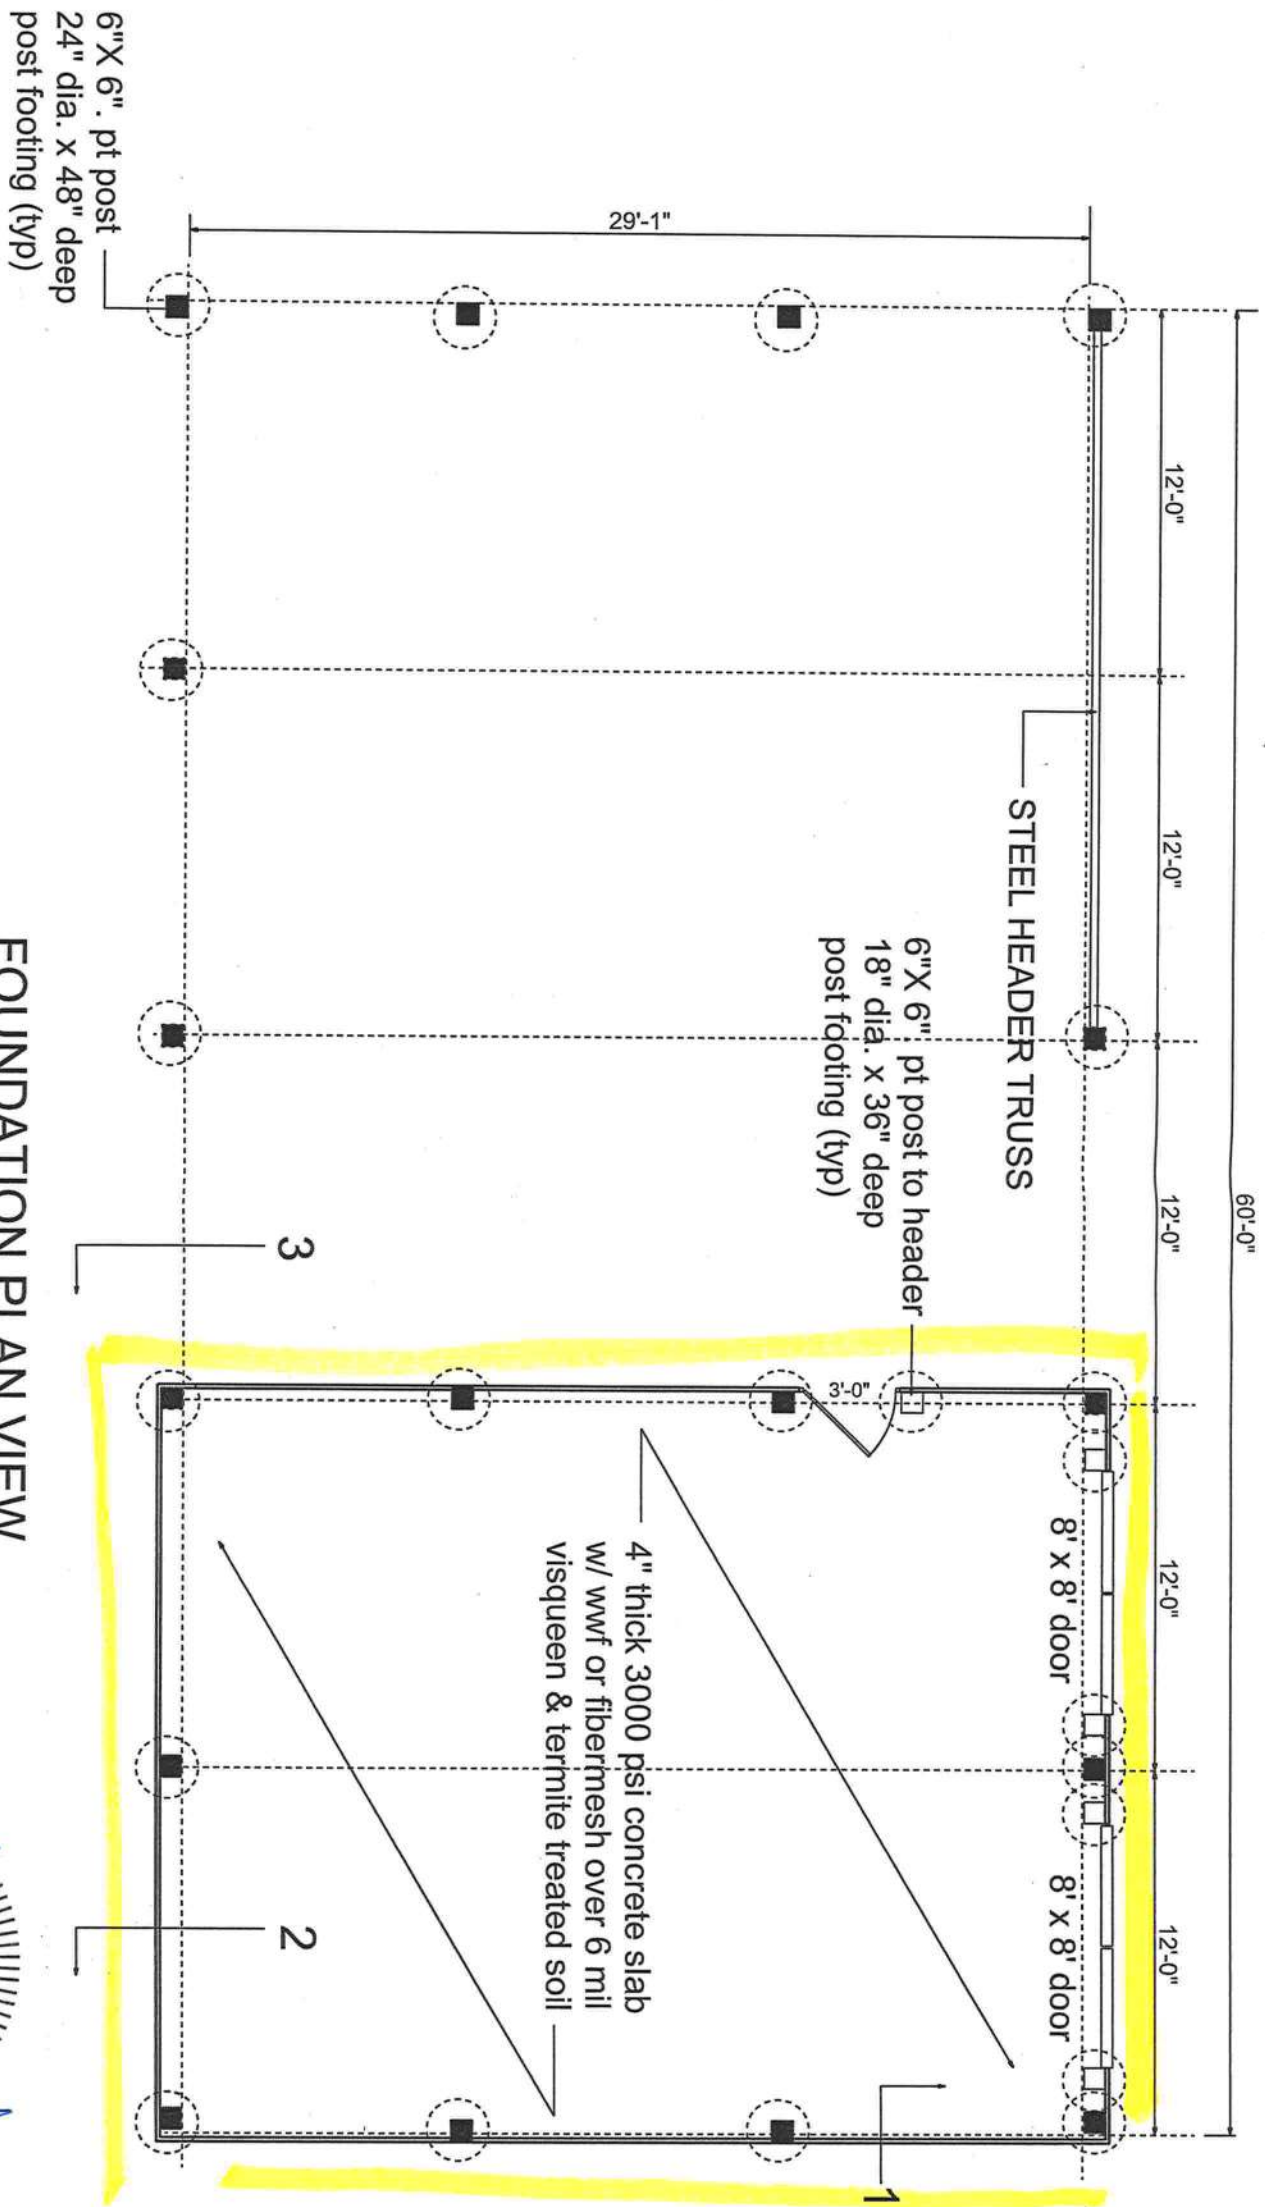 60'-0"
12'-0"
12'-0"
12'-0"
12'-0"
12'-0"
29'-1"
STEEL HEADER TRUSS
8' x 8' door
8' x 8' door
6"X 6". pt post to header
18" dia. x 36" deep
post footing (typ)
3'-0"
1
4" thick 3000 psi concrete slab
w/ wwf or fibermesh over 6 mil
visqueen & termite treated soil
3
2
6"X 6". pt post
24" dia. x 48" deep
post footing (typ)
FOUNDATION PLAN VIEW